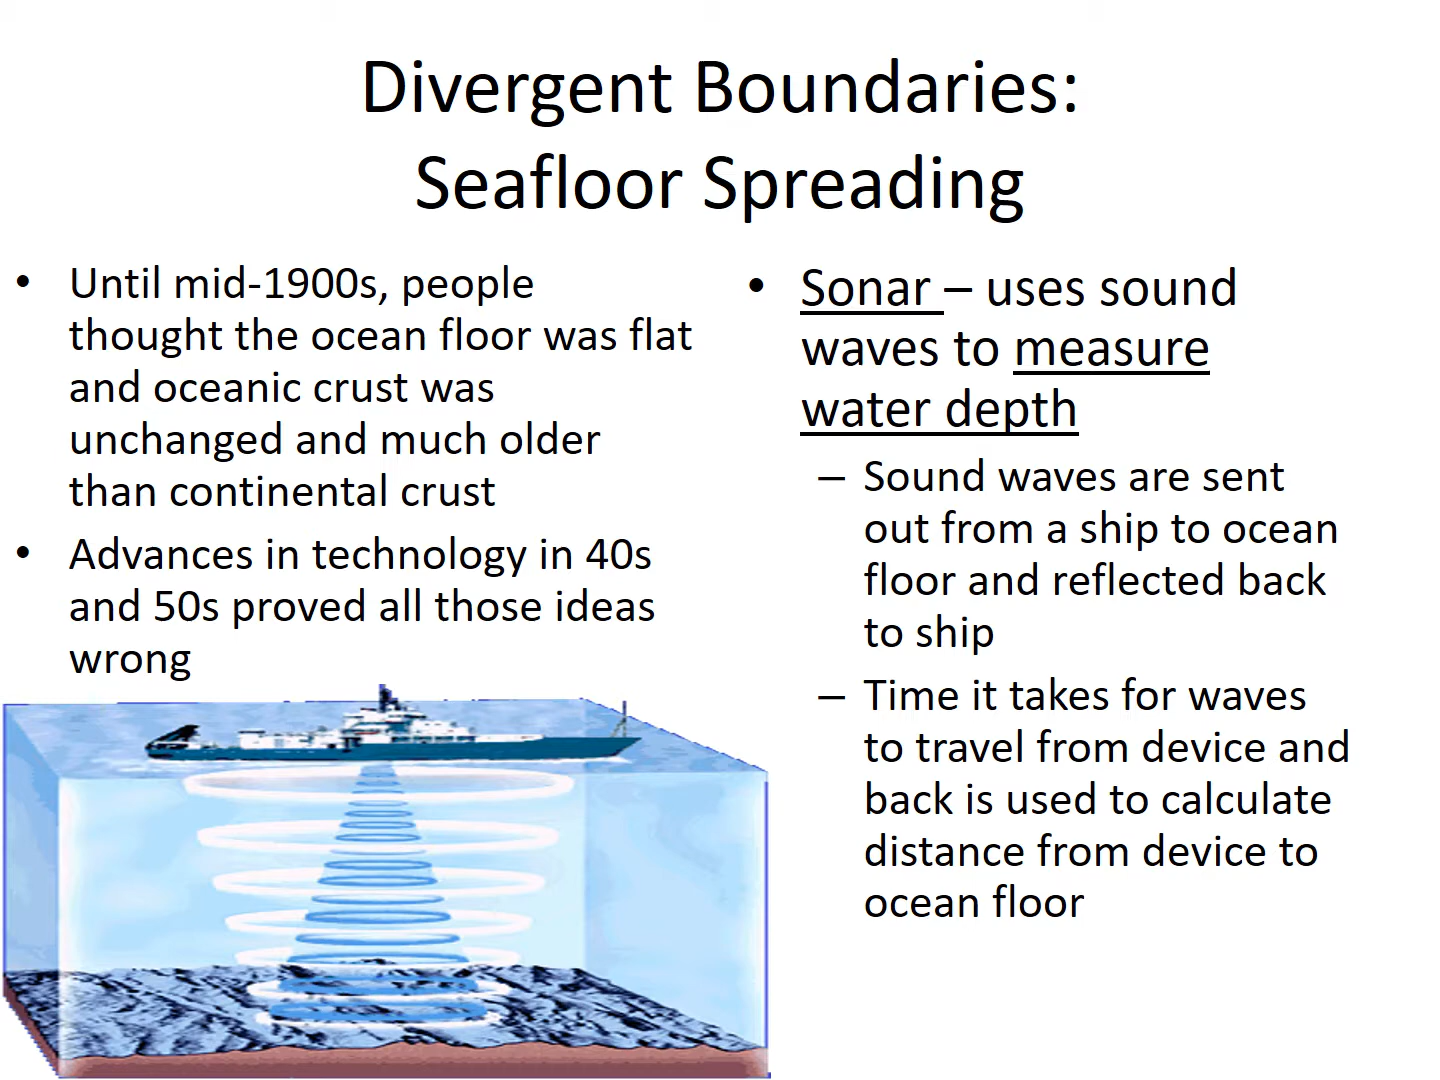 Divergent Boundaries:
Seafloor Spreading
• Until mid-1900s, people
thought the ocean floor was flat
and oceanic crust was
unchanged and much older
than continental crust
• Advances in technology in 40s
and 50s proved all those ideas
wrong
• Sonar – uses sound
waves to measure
water depth
– Sound waves are sent
out from a ship to ocean
floor and reflected back
to ship
– Time it takes for waves
to travel from device and
back is used to calculate
distance from device to
ocean floor